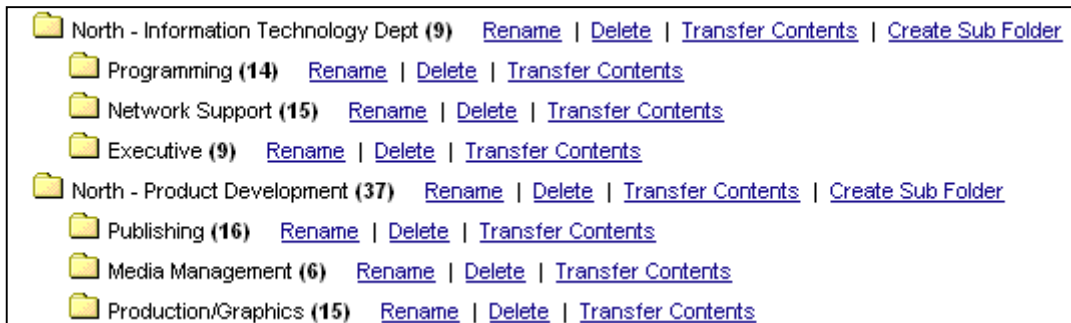 North - Information Technology Dept (9) Rename | Delete | Transfer Contents | Create Sub Folder
Programming (14) Rename | Delete | Transfer Contents
Network Support (15) Rename | Delete | Transfer Contents
Executive (9) Rename | Delete | Transfer Contents
North - Product Development (37) Rename | Delete | Transfer Contents | Create Sub Folder
Publishing (16) Rename | Delete | Transfer Contents
Media Management (6) Rename | Delete | Transfer Contents
Production/Graphics (15) Rename | Delete | Transfer Contents